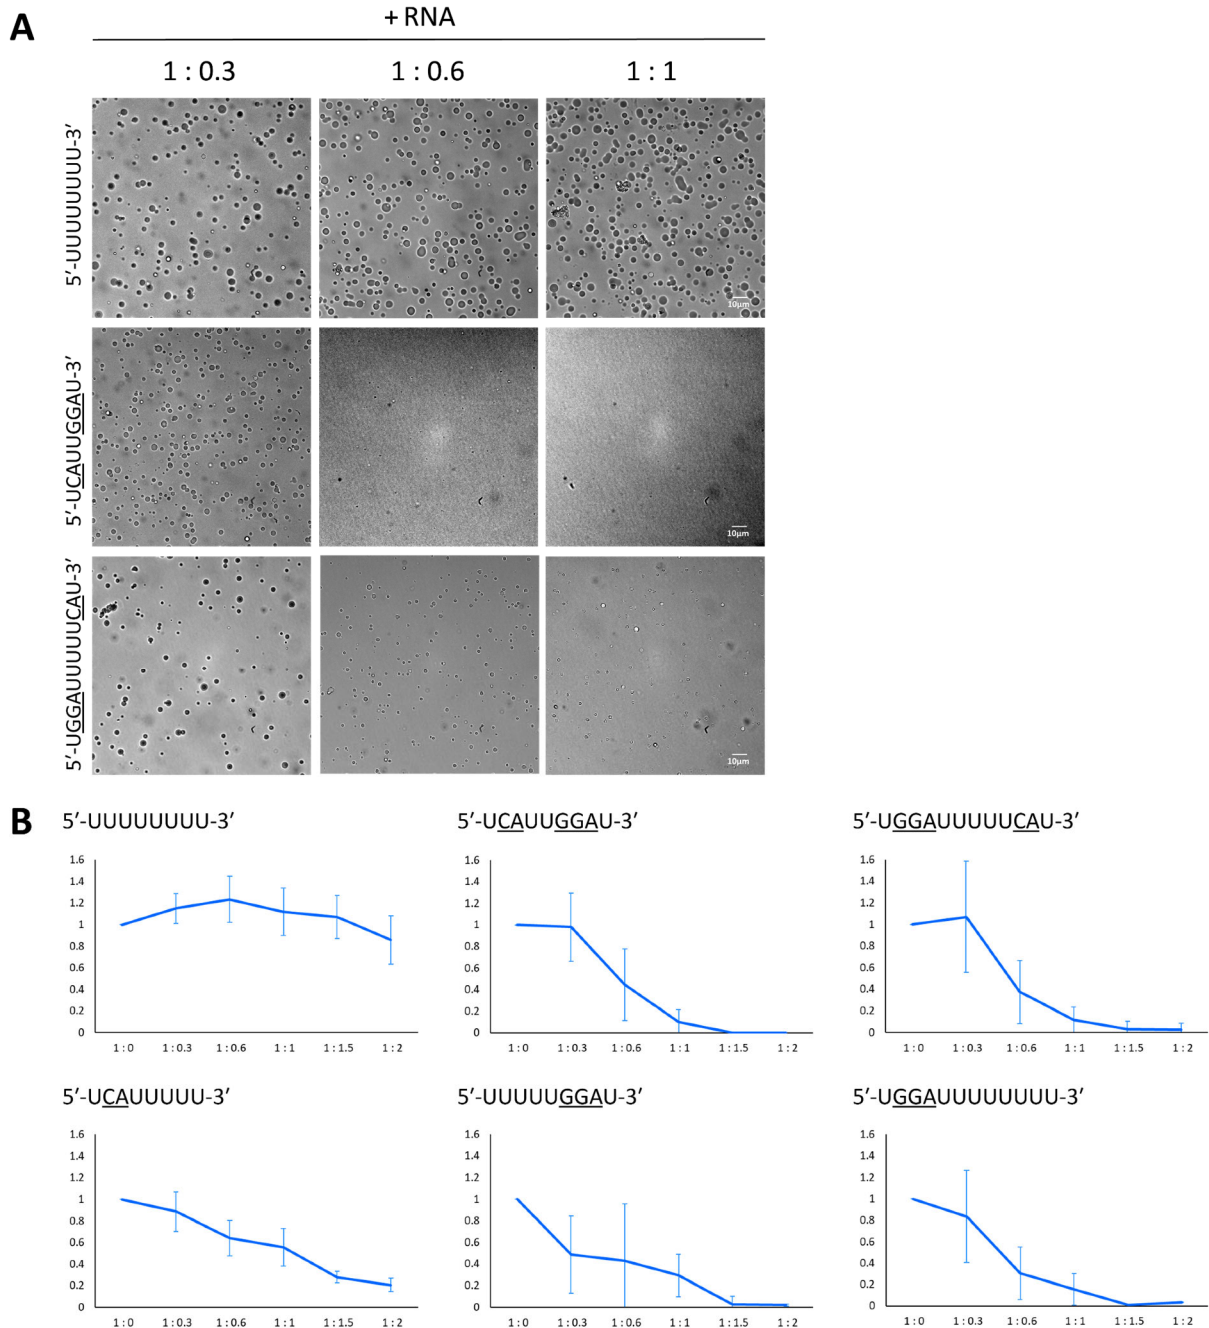 A
+ RNA
1 : 0.3 1 : 0.6 1 : 1
5′-UUUUUUUU-3′
10μm
5′-UCAUUGGAU-3′
10μm
5′-UGGAUUUUUCAU-3′
10μm
B
5′-UUUUUUUU-3′ 5′-UCAUUGGAU-3′ 5′-UGGAUUUUUCAU-3′
1.6 1.6 1.6
1.4 1.4 1.4
1.2 1.2 1.2
1 1 1
0.8 0.8 0.8
0.6 0.6 0.6
0.4 0.4 0.4
0.2 0.2 0.2
0 0 0
1 : 0 1 : 0.3 1 : 0.6 1 : 1 1 : 1.5 1 : 2 1 : 0 1 : 0.3 1 : 0.6 1 : 1 1 : 1.5 1 : 2 1 : 0 1 : 0.3 1 : 0.6 1 : 1 1 : 1.5 1 : 2
5′-UCAUUUUU-3′ 5′-UUUUUGGAU-3′ 5′-UGGAUUUUUUUU-3′
1.6 1.6 1.6
1.4 1.4 1.4
1.2 1.2 1.2
1 1 1
0.8 0.8 0.8
0.6 0.6 0.6
0.4 0.4 0.4
0.2 0.2 0.2
0 0 0
1 : 0 1 : 0.3 1 : 0.6 1 : 1 1 : 1.5 1 : 2 1 : 0 1 : 0.3 1 : 0.6 1 : 1 1 : 1.5 1 : 2 1 : 0 1 : 0.3 1 : 0.6 1 : 1 1 : 1.5 1 : 2